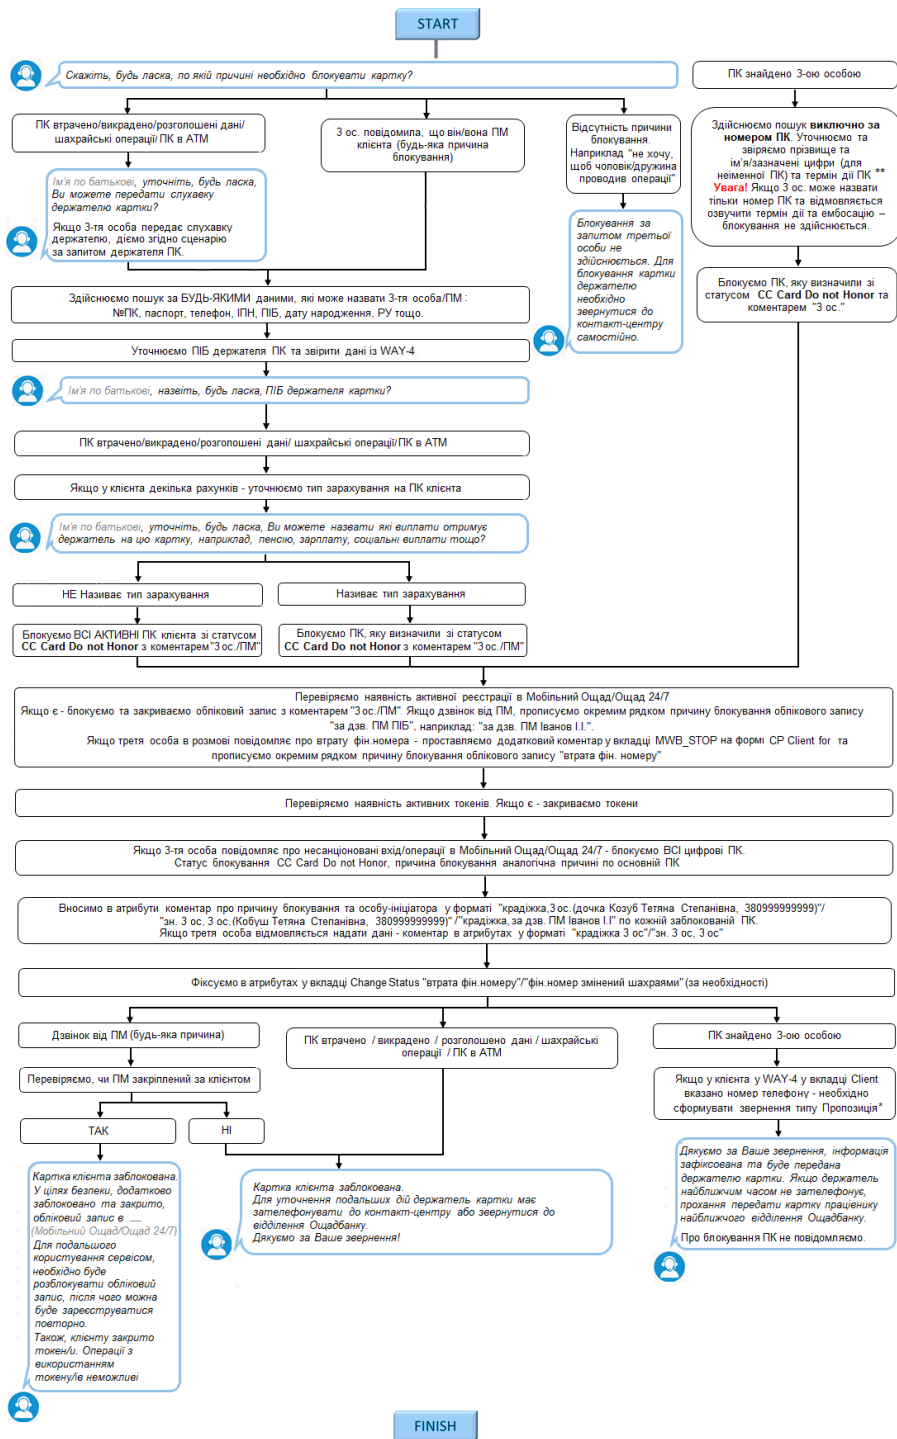 START
Скажіть, будь ласка, по якій причині необхідно блокувати картку?
ПК знайдено 3-ою особою
ПК втрачено/викрадено/розголошені дані/
шахрайські операції/ ПК в АТМ
3 ос. повідомила, що він/вона ПМ
клієнта (будь-яка причина
блокування)
Відсутність причини
блокування.
Наприклад "не хочу,
щоб чоловік/дружина
проводив операції"
Здійснюємо пошук виключно за
номером ПК. Уточнюємо та
звіряємо прізвище та
ім'я/зазначені цифри (для
неіменної ПК) та термін дії ПК **
Увага! Якщо 3 ос. може назвати
тільки номер ПК та відмовляється
озвучити термін дії та ембосацію –
блокування не здійснюється.
Ім'я по батькові, уточніть, будь ласка,
Ви можете передати слухавку
держателю картки?
Якщо 3-тя особа передає слухавку
держателю, діємо згідно сценарію
за запитом держателя ПК.
Блокування за
запитом третьої
особи не
здійснюється. Для
блокування картки
держателю
необхідно
звернутися до
контакт-центру
самостійно.
Блокуємо ПК, яку визначили зі
статусом CC Card Do not Honor та
коментарем "3 ос."
Здійснюємо пошук за БУДЬ-ЯКИМИ даними, які може назвати 3-тя особа/ПМ :
№ПК, паспорт, телефон, ІПН, ПІБ, дату народження, РУ тощо.
Уточнюємо ПІБ держателя ПК та звірити дані із WAY-4
Ім'я по батькові, назвіть, будь ласка, ПІБ держателя картки?
ПК втрачено/викрадено/розголошені дані/ шахрайські операції/ПК в АТМ
Якщо у клієнта декілька рахунків - уточнюємо тип зарахування на ПК клієнта
Ім'я по батькові, уточніть, будь ласка, Ви можете назвати які виплати отримує
держатель на цю картку, наприклад, пенсію, зарплату, соціальні виплати тощо?
НЕ Називає тип зарахування
Називає тип зарахування
Блокуємо ВСІ АКТИВНІ ПК клієнта зі статусом
CC Card Do not Honor з коментарем"3 ос./ПМ"
Блокуємо ПК, яку визначили зі статусом
CC Card Do not Honor з коментарем "3 ос./ПМ"
Перевіряємо наявність активної реєстрації в Мобільний Ощад/Ощад 24/7
Якщо є - блокуємо та закриваємо обліковий запис з коментарем "3 ос./ПМ". Якщо дзвінок від ПМ, прописуємо окремим рядком причину блокування облікового запису
"за дзв. ПМ ПІБ", наприклад: "за дзв. ПМ Іванов І.І.".
Якщо третя особа в розмові повідомляє про втрату фін.номера - проставляємо додатковий коментар у вкладці MWB_STOP на формі CP Client for та
прописуємо окремим рядком причину блокування облікового запису "втрата фін. номеру"
Перевіряємо наявність активних токенів. Якщо є - закриваємо токени
Якщо 3-тя особа повідомляє про несанкціоновані вхід/операції в Мобільний Ощад/Ощад 24/7 - блокуємо ВСІ цифрові ПК.
Статус блокування CC Card Do not Honor, причина блокування аналогічна причині по основній ПК
Вносимо в атрибути коментар про причину блокування та особу-ініціатора у форматі "крадіжка,3 ос.(дочка Козуб Тетяна Степанівна, 380999999999)"/
"зн. 3 ос, 3 ос.(Кобуш Тетяна Степанівна, 380999999999)" /"крадіжка, за дзв. ПМ Іванов І.І" по кожній заблокованій ПК.
Якщо третя особа відмовляється надати дані - коментар в атрибутах у форматі "крадіжка 3 ос"/"зн. 3 ос, 3 ос"
Фіксуємо в атрибутах у вкладці Change Status "втрата фін.номеру"/"фін.номер змінений шахраями" (за необхідності)
Дзвінок від ПМ (будь-яка причина)
ПК втрачено / викрадено / розголошено дані / шахрайські
операції / ПК в АТМ
ПК знайдено 3-ою особою
Перевіряємо, чи ПМ закріплений за клієнтом
Якщо у клієнта у WAY-4 у вкладці Client
вказано номер телефону - необхідно
сформувати звернення типу Пропозиція*
ТАК
НІ
Картка клієнта заблокована.
У цілях безпеки, додатково
заблоковано та закрито,
обліковий запис в __
(Мобільний Ощад/Ощад 24/7)
Для подальшого
користування сервісом,
необхідно буде
розблокувати обліковий
запис, після чого можна
буде зареєструватися
повторно.
Також, клієнту закрито
токен/и. Операції з
використанням
токену/ів неможливі
Картка клієнта заблокована.
Для уточнення подальших дій держатель картки має
зателефонувати до контакт-центру або звернутися до
відділення Ощадбанку.
Дякуємо за Ваше звернення!
Дякуємо за Ваше звернення, інформація
зафіксована та буде передана
держателю картки. Якщо держатель
найближчим часом не зателефонує,
прохання передати картку працівнику
найближчого відділення Ощадбанку.
Про блокування ПК не повідомляємо.
FINISH